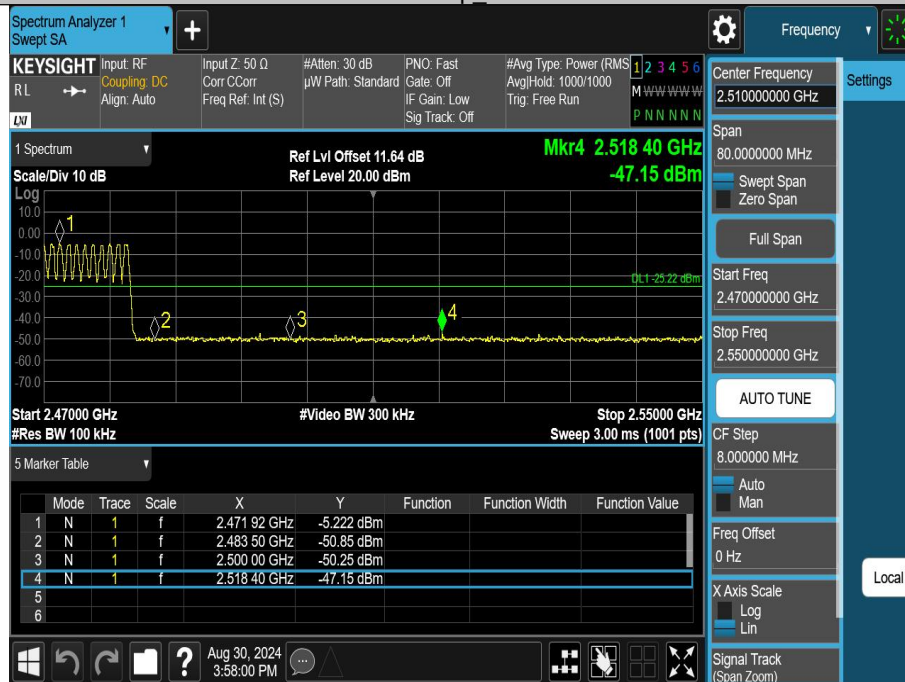 Spectrum Analyzer 1
Swept SA
+
Frequency
KEYSIGHT
RL
LXI
Input: RF
Coupling: DC
Align: Auto
Input Z: 50 Ω
Corr CCorr
Freq Ref: Int (S)
#Atten: 30 dB
µW Path: Standard
PNO: Fast
Gate: Off
IF Gain: Low
Sig Track: Off
#Avg Type: Power (RMS
Avg|Hold: 1000/1000
Trig: Free Run
1 2 3 4 5 6
M W W W W W
P N N N N N
1 Spectrum
Scale/Div 10 dB
Ref Lvl Offset 11.64 dB
Ref Level 20.00 dBm
Mkr4 2.518 40 GHz
-47.15 dBm
Log
10.0
0.00
-10.0
-20.0
-30.0
-40.0
-50.0
-60.0
-70.0
1
2
3
4
DL1 -25.22 dBm
Start 2.47000 GHz
#Video BW 300 kHz
Stop 2.55000 GHz
#Res BW 100 kHz
Sweep 3.00 ms (1001 pts)
5 Marker Table
Mode Trace Scale X Y Function Function Width Function Value
1 N 1 f 2.471 92 GHz -5.222 dBm
2 N 1 f 2.483 50 GHz -50.85 dBm
3 N 1 f 2.500 00 GHz -50.25 dBm
4 N 1 f 2.518 40 GHz -47.15 dBm
5
6
?
Aug 30, 2024
3:58:00 PM
Center Frequency
2.510000000 GHz
Settings
Span
80.0000000 MHz
Swept Span
Zero Span
Full Span
Start Freq
2.470000000 GHz
Stop Freq
2.550000000 GHz
AUTO TUNE
CF Step
8.000000 MHz
Auto
Man
Freq Offset
0 Hz
Local
X Axis Scale
Log
Lin
Signal Track
(Span Zoom)